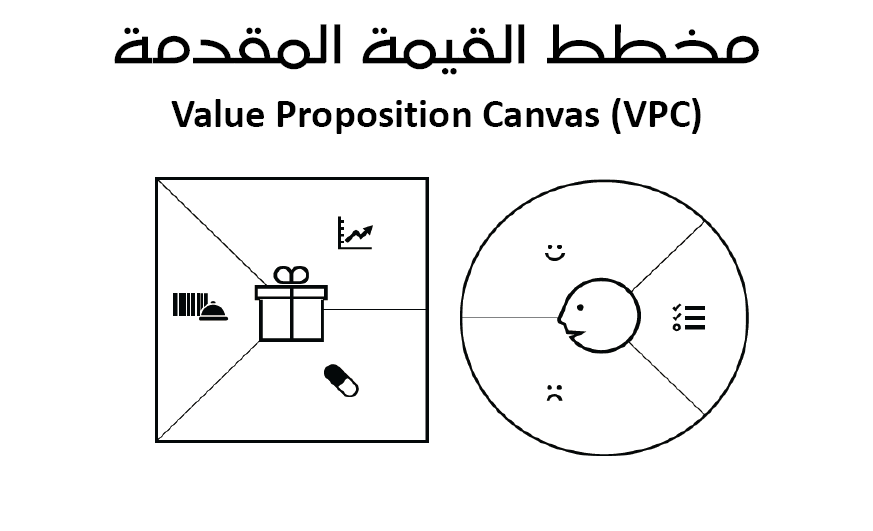 مخطط القيمة المقدمة
Value Proposition Canvas (VPC)